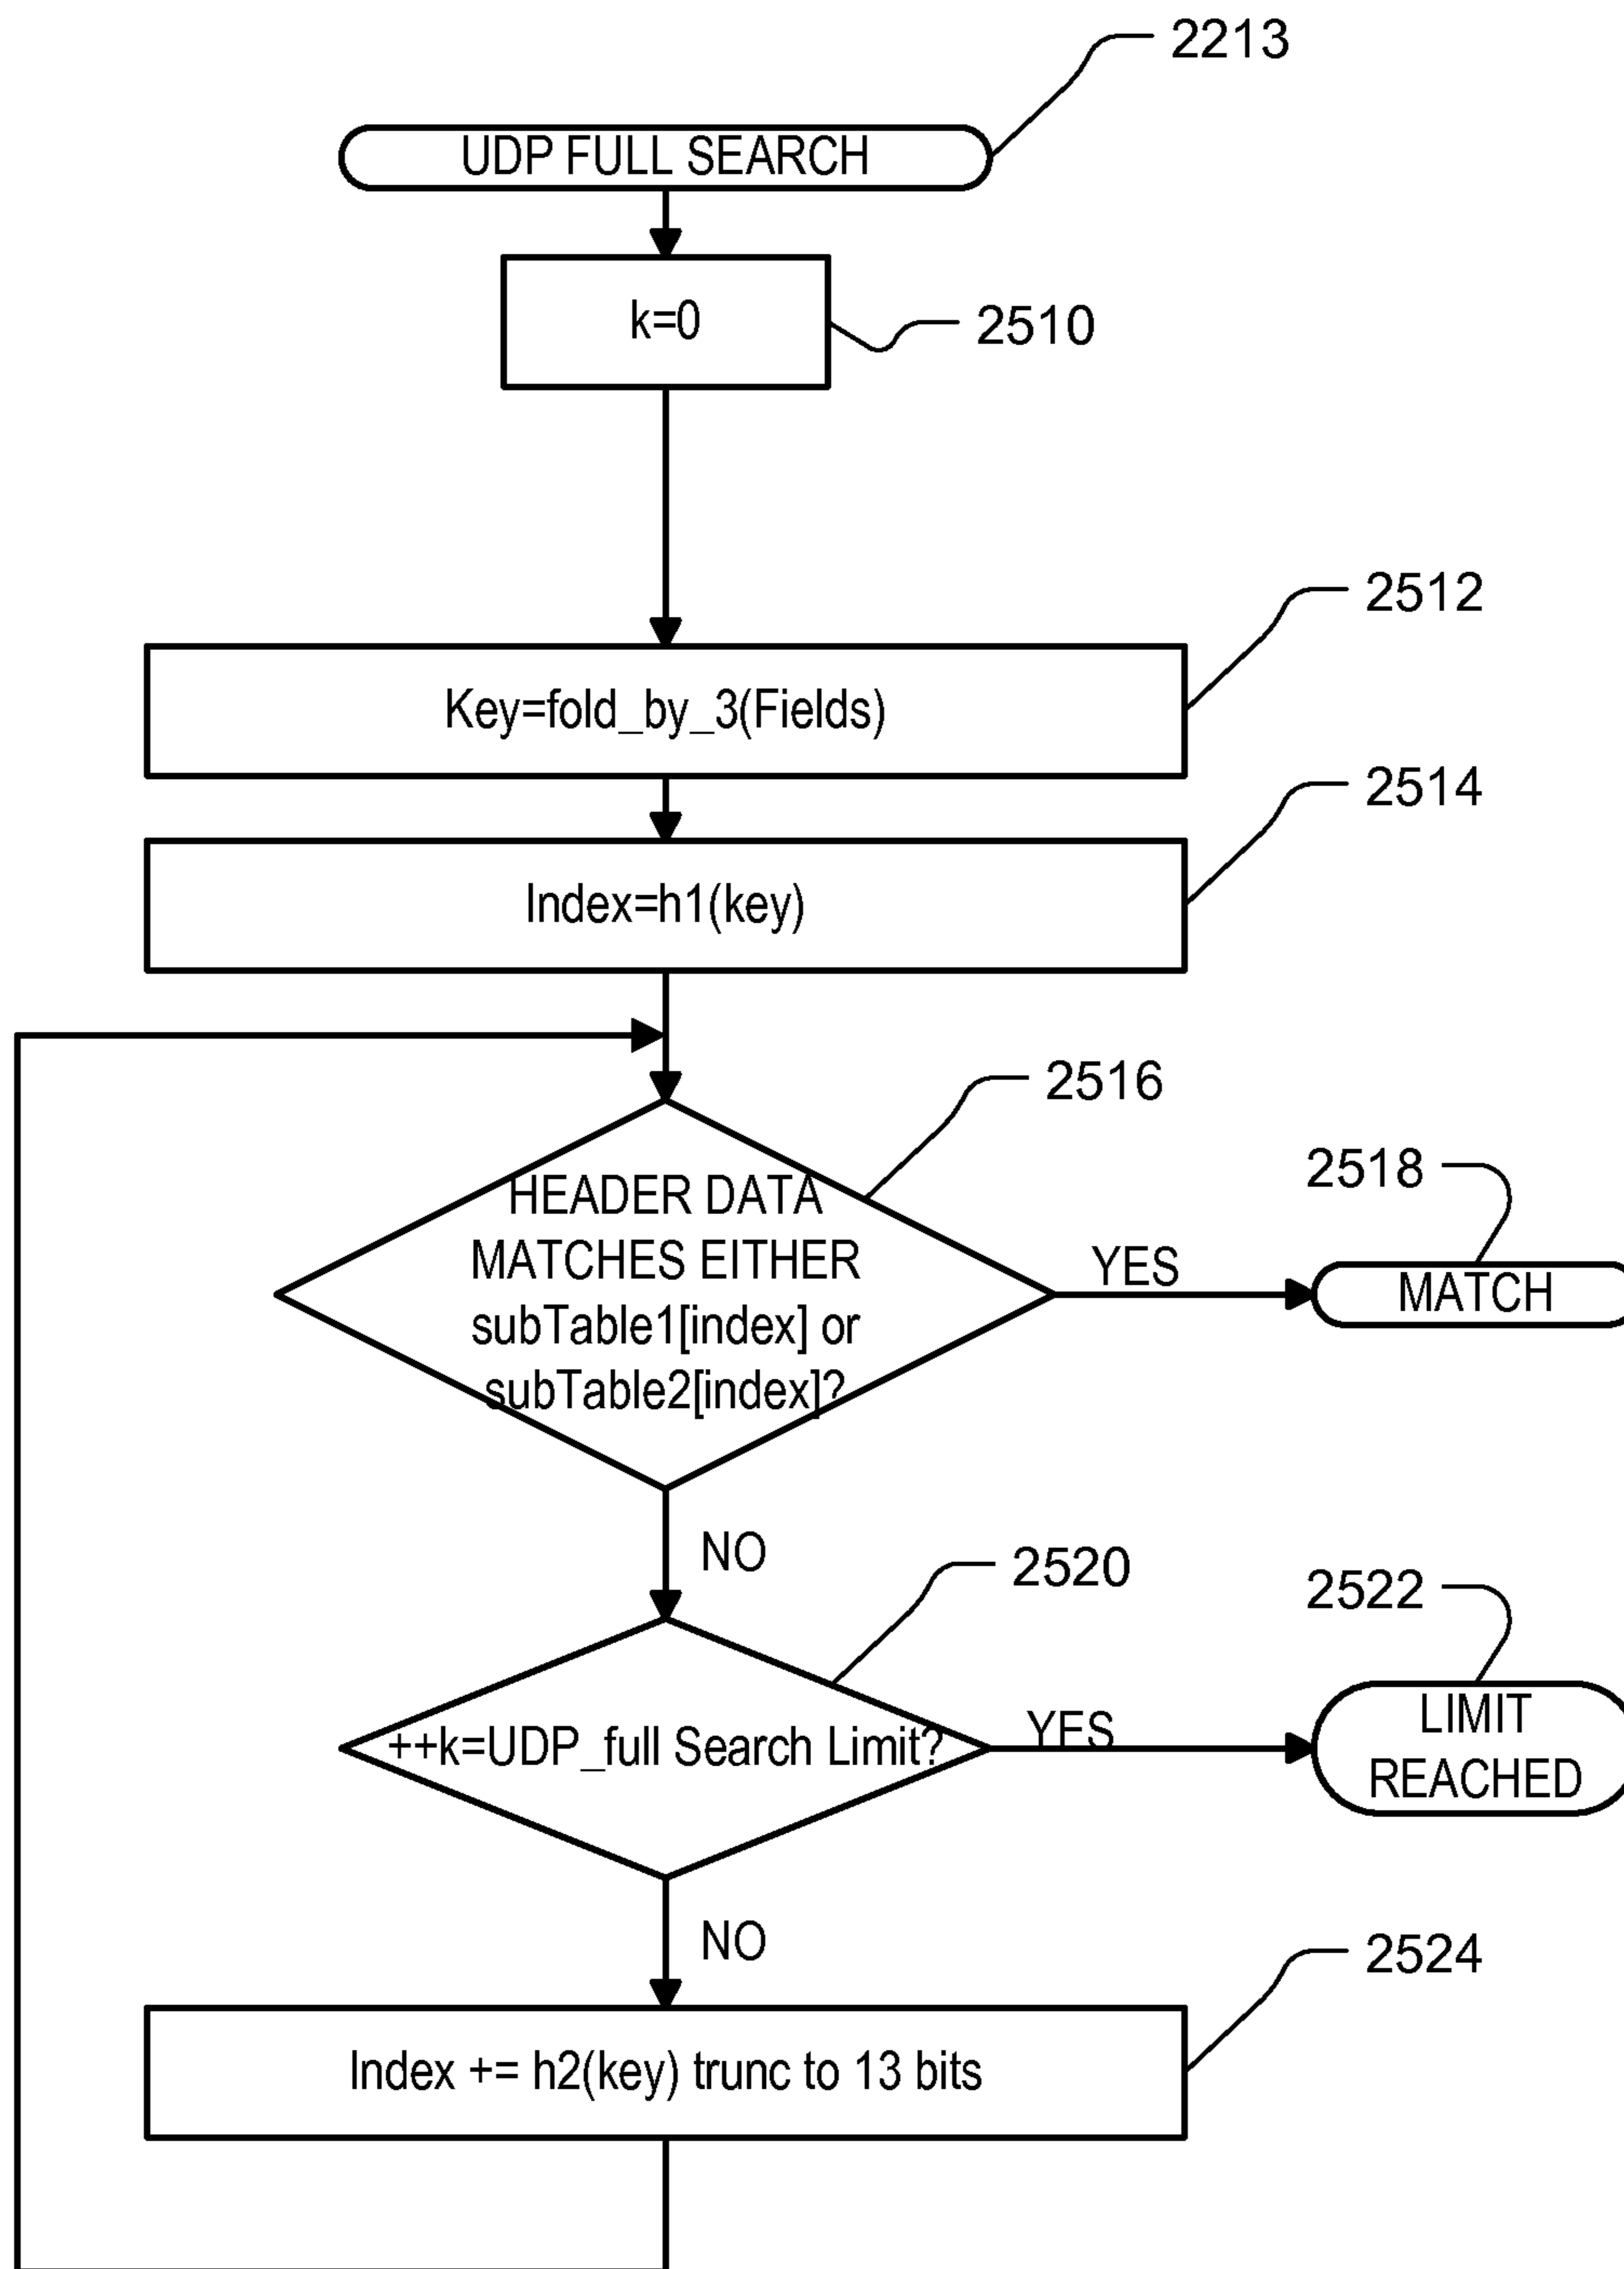 2213
UDP FULL SEARCH
k=0
2510
2512
Key=fold_by_3(Fields)
2514
Index=h1(key)
2516
HEADER DATA
MATCHES EITHER
subTable1[index] or
subTable2[index]?
YES
2518
MATCH
NO
2520
++k=UDP_full Search Limit?
YES
2522
LIMIT
REACHED
NO
2524
Index += h2(key) trunc to 13 bits